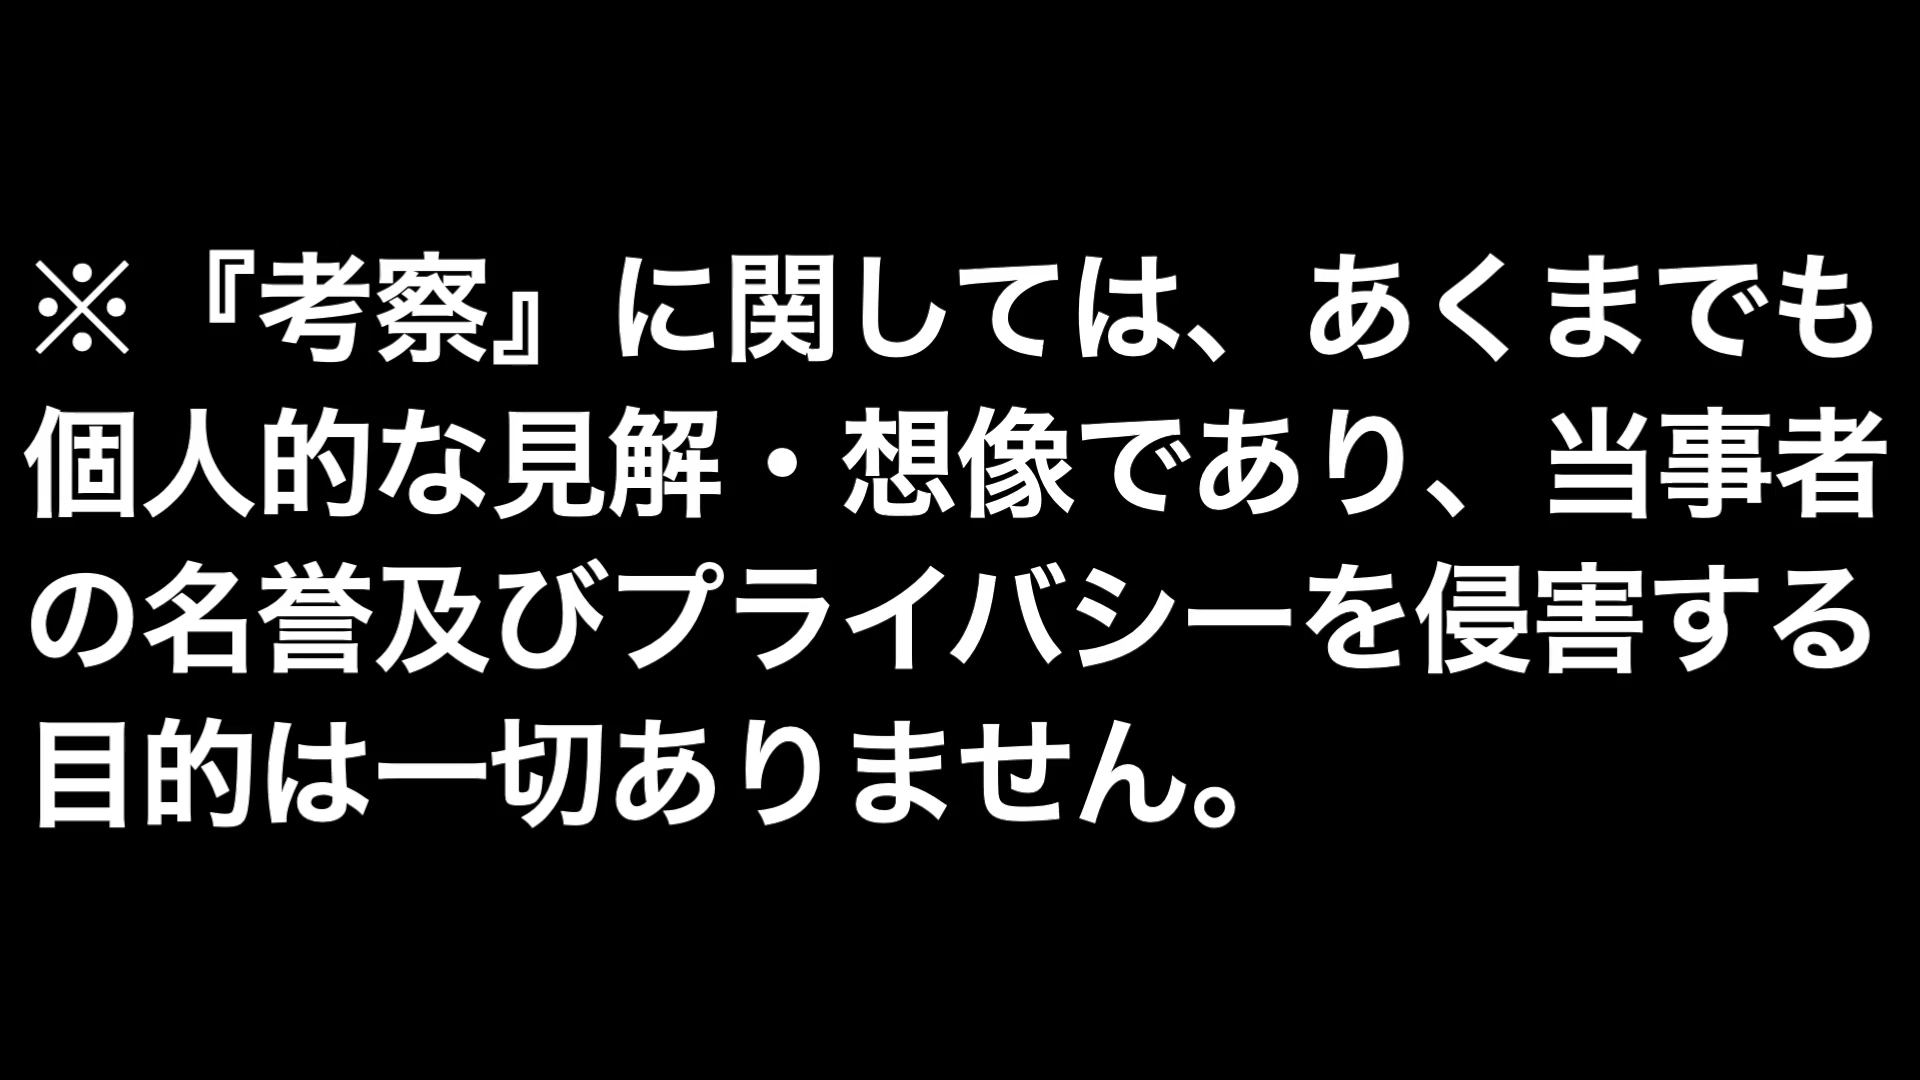 ※『考察』に関しては、あくまでも
個人的な見解・想像であり、当事者
の名誉及びプライバシーを侵害する
目的は一切ありません。